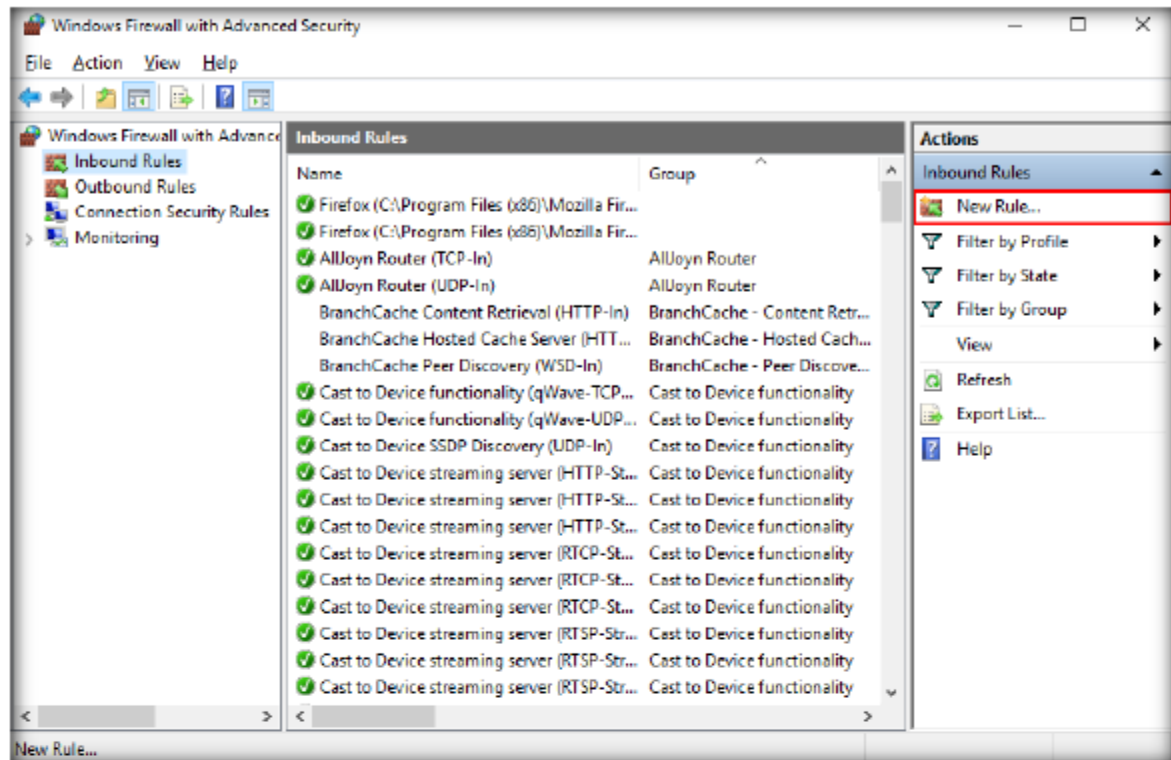 Windows Firewall with Advanced Security
File Action View Help
Windows Firewall with Advance
Inbound Rules
Outbound Rules
Connection Security Rules
Monitoring
Inbound Rules
Name Group
Firefox (C:\Program Files (x86)\Mozilla Fir...
Firefox (C:\Program Files (x86)\Mozilla Fir...
AllJoyn Router (TCP-In) AllJoyn Router
AllJoyn Router (UDP-In) AllJoyn Router
BranchCache Content Retrieval (HTTP-In) BranchCache - Content Retr...
BranchCache Hosted Cache Server (HTT... BranchCache - Hosted Cach...
BranchCache Peer Discovery (WSD-In) BranchCache - Peer Discove...
Cast to Device functionality (qWave-TCP... Cast to Device functionality
Cast to Device functionality (qWave-UDP... Cast to Device functionality
Cast to Device SSDP Discovery (UDP-In) Cast to Device functionality
Cast to Device streaming server (HTTP-St... Cast to Device functionality
Cast to Device streaming server (HTTP-St... Cast to Device functionality
Cast to Device streaming server (HTTP-St... Cast to Device functionality
Cast to Device streaming server (RTCP-St... Cast to Device functionality
Cast to Device streaming server (RTCP-St... Cast to Device functionality
Cast to Device streaming server (RTCP-St... Cast to Device functionality
Cast to Device streaming server (RTSP-Str... Cast to Device functionality
Cast to Device streaming server (RTSP-Str... Cast to Device functionality
Cast to Device streaming server (RTSP-Str... Cast to Device functionality
Actions
Inbound Rules
New Rule...
Filter by Profile
Filter by State
Filter by Group
View
Refresh
Export List...
Help
New Rule...